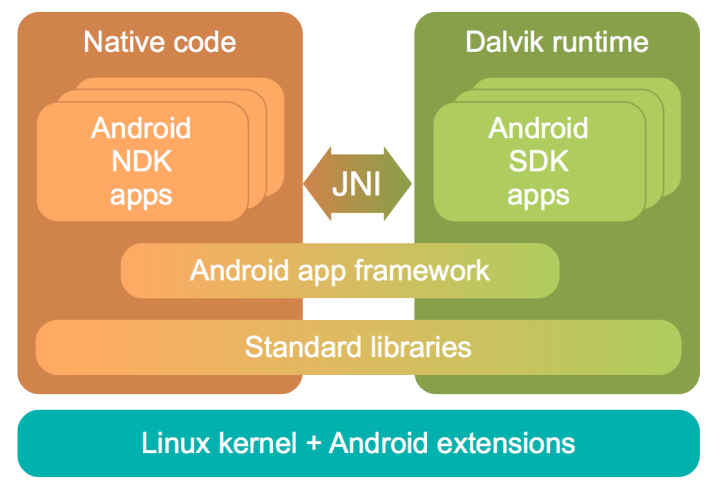 Native code
Dalvik runtime
Android
NDK
apps
JNI
Android
SDK
apps
Android app framework
Standard libraries
Linux kernel + Android extensions